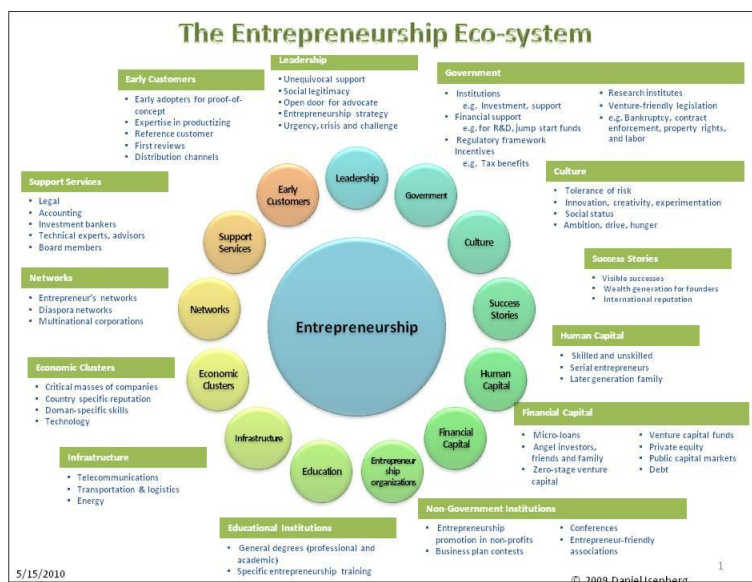 The Entrepreneurship Eco-system
Leadership
Unequivocal support
Social legitimacy
Open door for advocate
Entrepreneurship strategy
Urgency, crisis and challenge
Early Customers
Early adopters for proof-of-
concept
Expertise in productizing
Reference customer
First reviews
Distribution channels
Government
Institutions
e.g. Investment, support
Financial support
e.g. for R&D, jump start funds
Regulatory framework
Incentives
e.g. Tax benefits
Research institutes
Venture-friendly legislation
e.g. Bankruptcy, contract
enforcement, property rights,
and labor
Support Services
Legal
Accounting
Investment bankers
Technical experts, advisors
Board members
Culture
Tolerance of risk
Innovation, creativity, experimentation
Social status
Ambition, drive, hunger
Networks
Entrepreneur's networks
Diaspora networks
Multinational corporations
Success Stories
Visible successes
Wealth generation for founders
International reputation
Economic Clusters
Critical masses of companies
Country specific reputation
Doman-specific skills
Technology
Human Capital
Skilled and unskilled
Serial entrepreneurs
Later generation family
Infrastructure
Telecommunications
Transportation & logistics
Energy
Financial Capital
Micro-loans
Angel investors,
friends and family
Zero-stage venture
capital
Venture capital funds
Private equity
Public capital markets
Debt
Educational Institutions
General degrees (professional and
academic)
Specific entrepreneurship training
Non-Government Institutions
Entrepreneurship
promotion in non-profits
Business plan contests
Conferences
Entrepreneur-friendly
associations
Leadership
Government
Culture
Success
Stories
Human
Capital
Financial
Capital
Entrepreneur
ship
organizations
Education
Infrastructure
Economic
Clusters
Networks
Support
Services
Early
Customers
Entrepreneurship
5/15/2010
1
© 2009 Daniel Isenberg